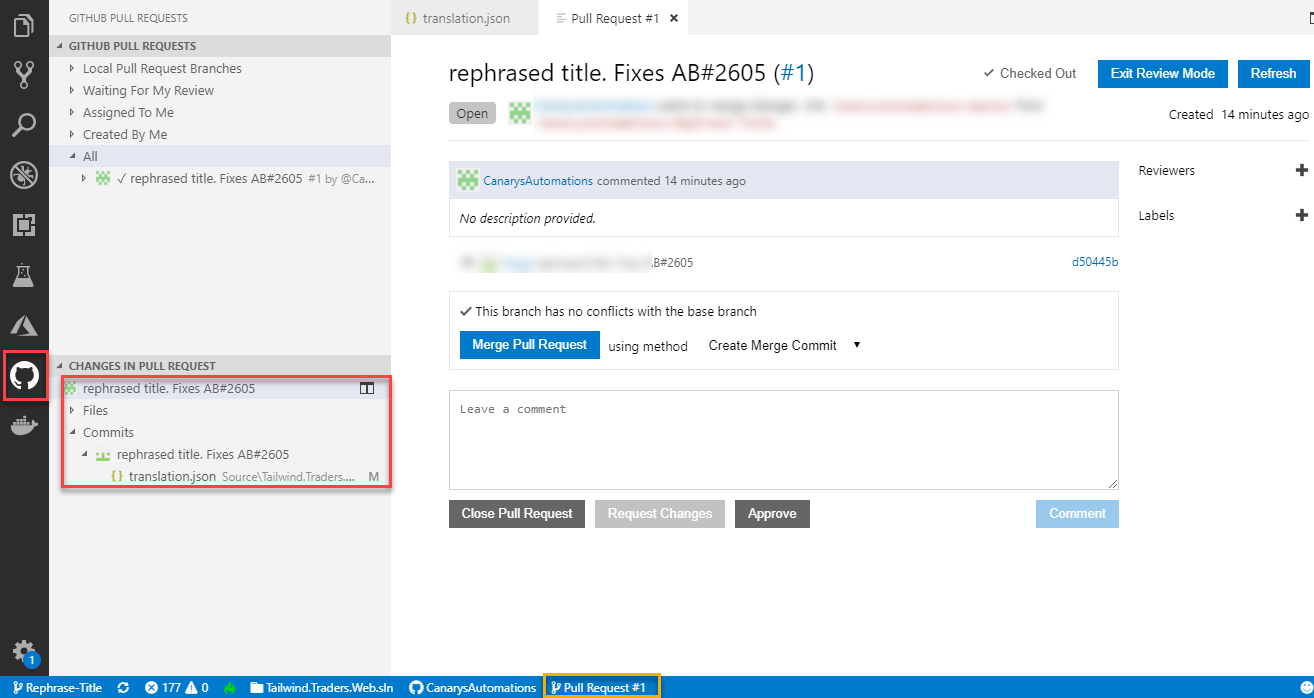 GITHUB PULL REQUESTS
GITHUB PULL REQUESTS
Local Pull Request Branches
Waiting For My Review
Assigned To Me
Created By Me
All
✓ rephrased title. Fixes AB#2605 #1 by @Ca...
CHANGES IN PULL REQUEST
rephrased title. Fixes AB#2605
Files
Commits
rephrased title. Fixes AB#2605
{} translation.json Source\Tailwind.Traders.... M
{} translation.json
Pull Request #1 ×
rephrased title. Fixes AB#2605 (#1)
✓ Checked Out
Exit Review Mode
Refresh
Open
Created 14 minutes ago
CanarysAutomations commented 14 minutes ago
No description provided.
B#2605
d50445b
Reviewers +
Labels +
✓ This branch has no conflicts with the base branch
Merge Pull Request using method Create Merge Commit
Leave a comment
Close Pull Request
Request Changes
Approve
Comment
1
Rephrase-Title 177 0 Tailwind.Traders.Web.sln CanarysAutomations Pull Request #1